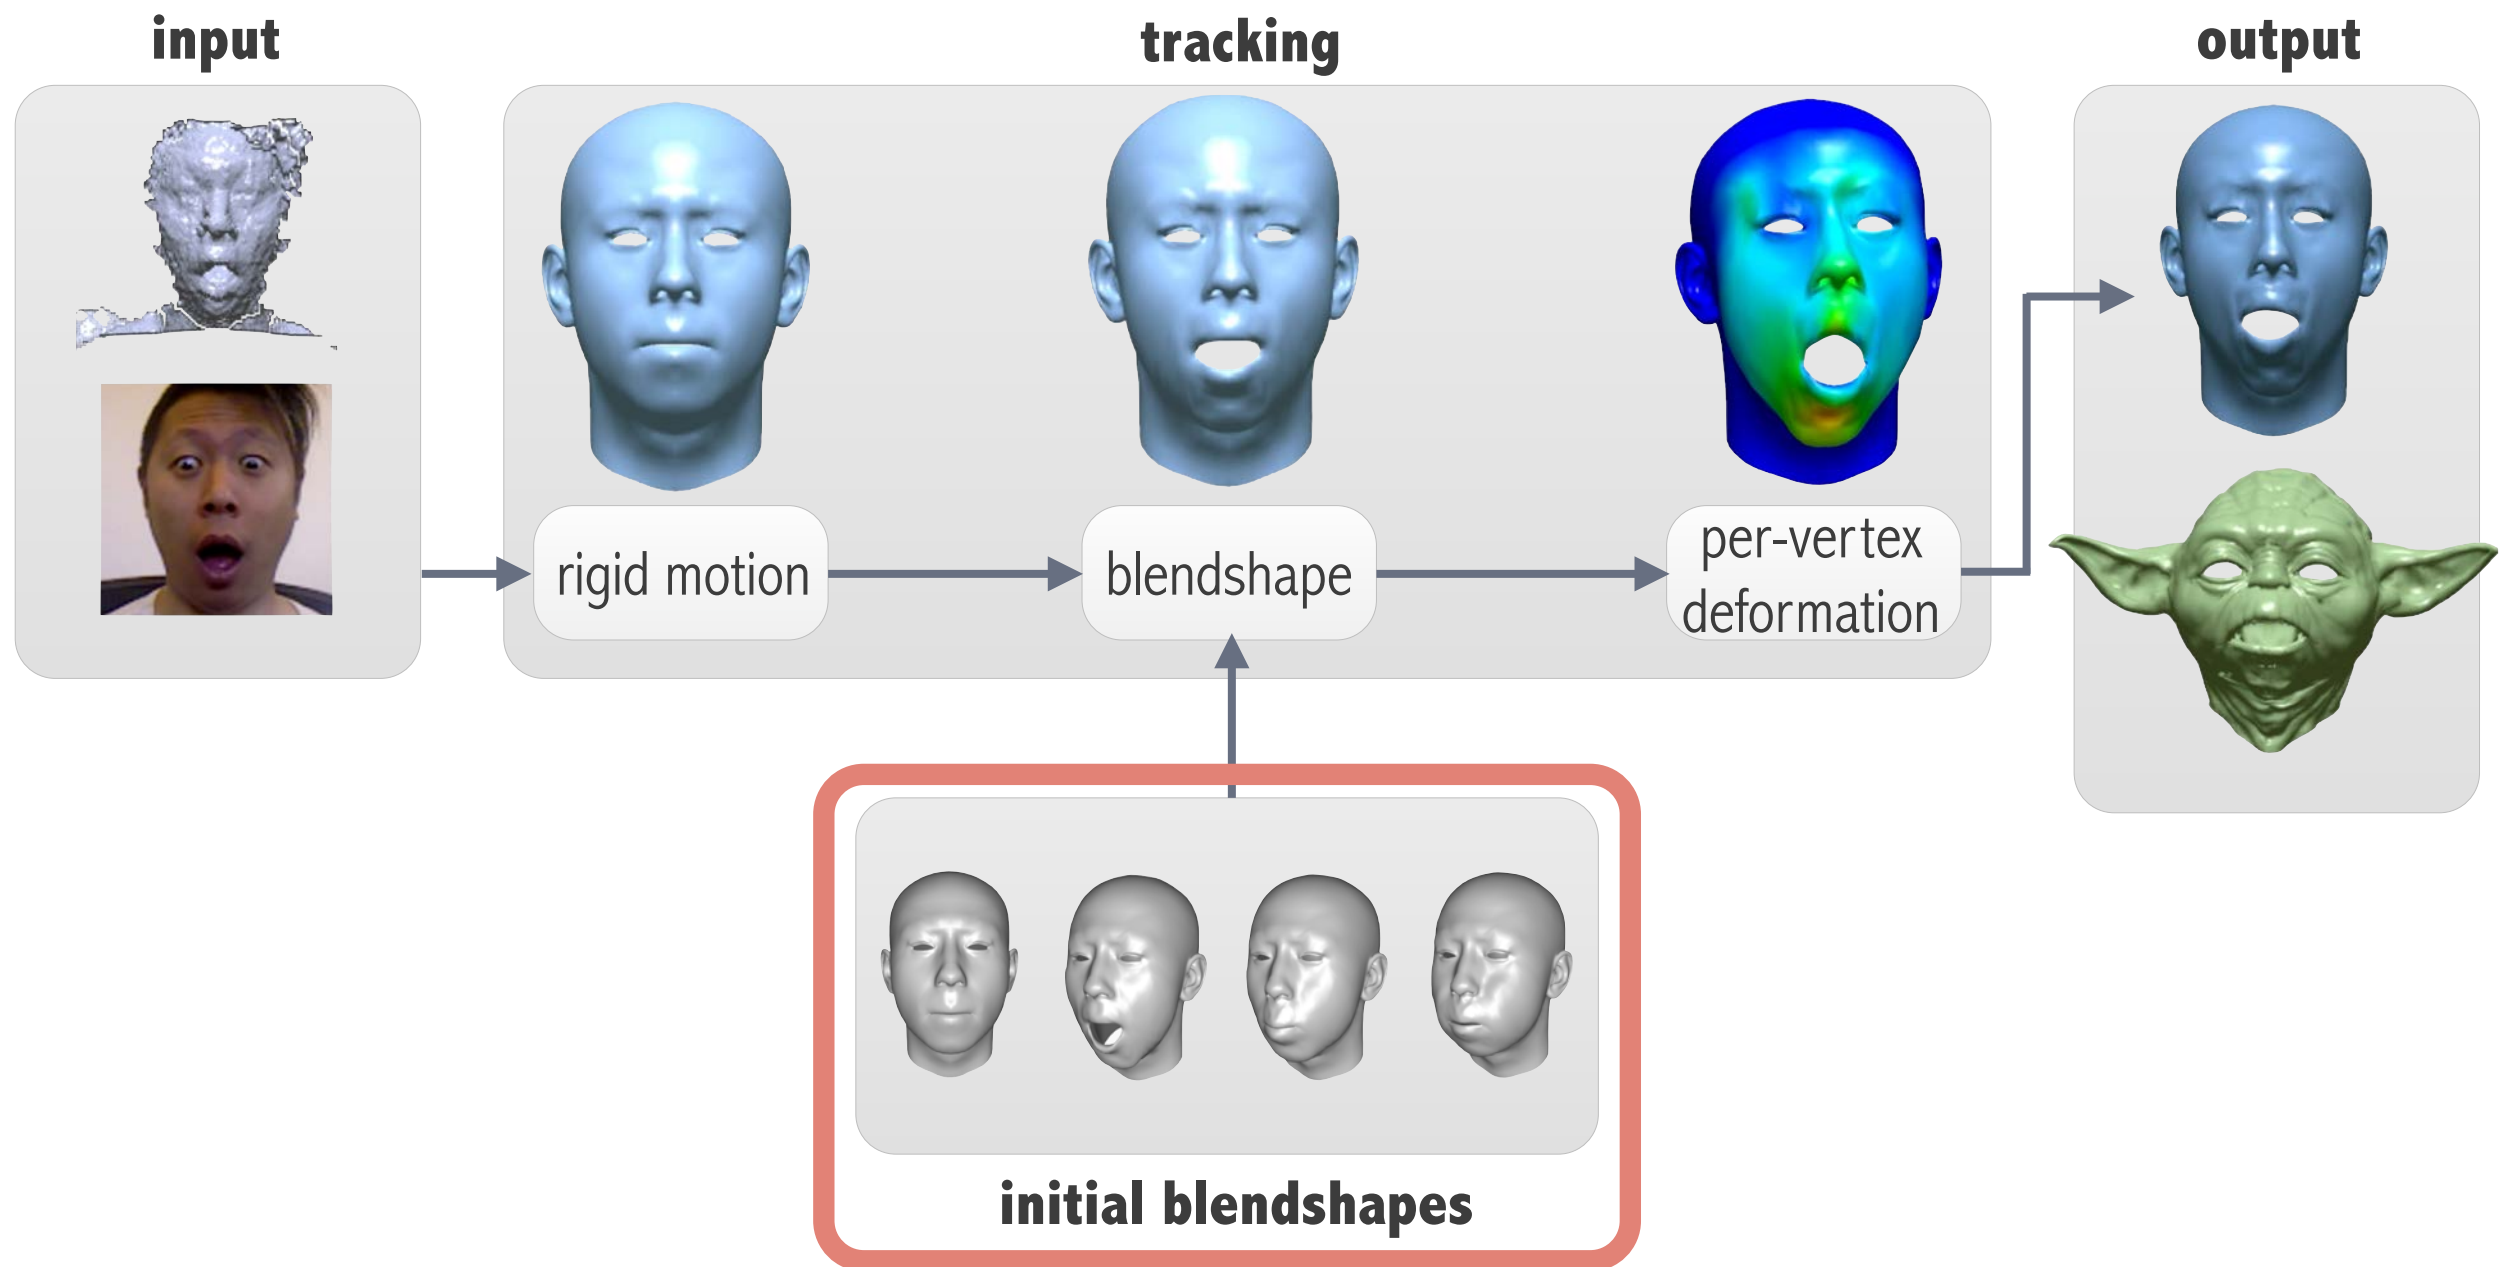 input
tracking
output
rigid motion
blendshape
per-vertex
deformation
initial blendshapes